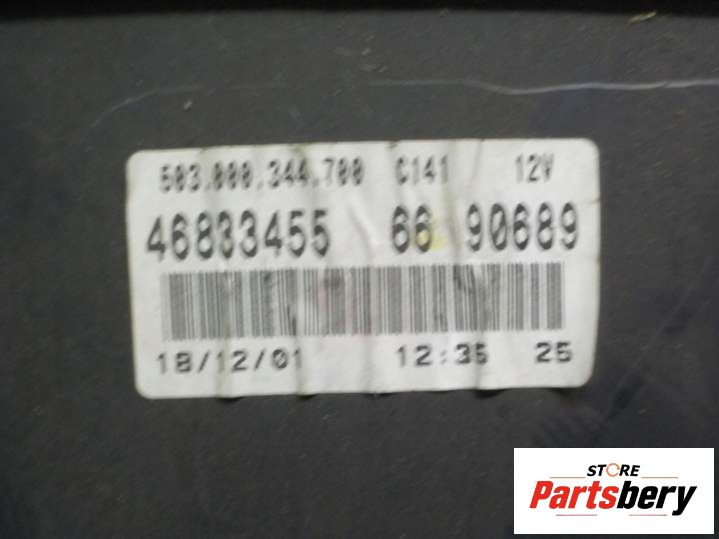 503.000.344.700 C141 12V
46833455 66 90689
18/12/01 12:35 25
STORE
Partsbery